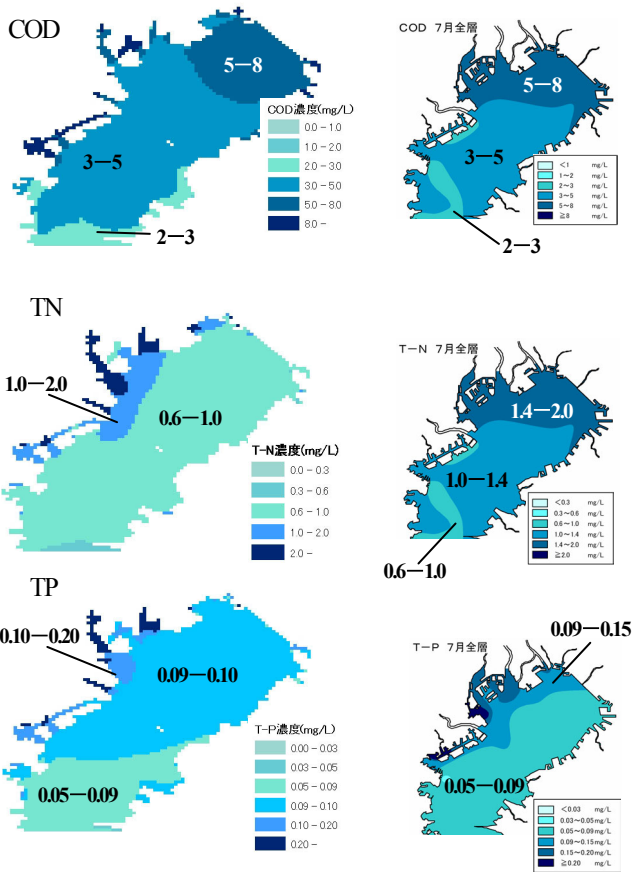 COD
5−8
COD濃度(mg/L)
0.0 - 1.0
1.0 - 2.0
2.0 - 3.0
3.0 - 5.0
5.0 - 8.0
8.0 -
3−5
2−3
COD 7月全層
5−8
3−5
<1 mg/L
1~2 mg/L
2~3 mg/L
3~5 mg/L
5~8 mg/L
≧8 mg/L
2−3
TN
1.0−2.0
0.6−1.0
T-N濃度(mg/L)
0.0 - 0.3
0.3 - 0.6
0.6 - 1.0
1.0 - 2.0
2.0 -
T−N 7月全層
1.4−2.0
1.0−1.4
<0.3 mg/L
0.3~0.6 mg/L
0.6~1.0 mg/L
1.0~1.4 mg/L
1.4~2.0 mg/L
≧2.0 mg/L
0.6−1.0
TP
0.10−0.20
0.09−0.10
T-P濃度(mg/L)
0.00 - 0.03
0.03 - 0.05
0.05 - 0.09
0.09 - 0.10
0.10 - 0.20
0.20 -
0.05−0.09
0.09−0.15
T−P 7月全層
0.05−0.09
<0.03 mg/L
0.03~0.05 mg/L
0.05~0.09 mg/L
0.09~0.15 mg/L
0.15~0.20 mg/L
≧0.20 mg/L